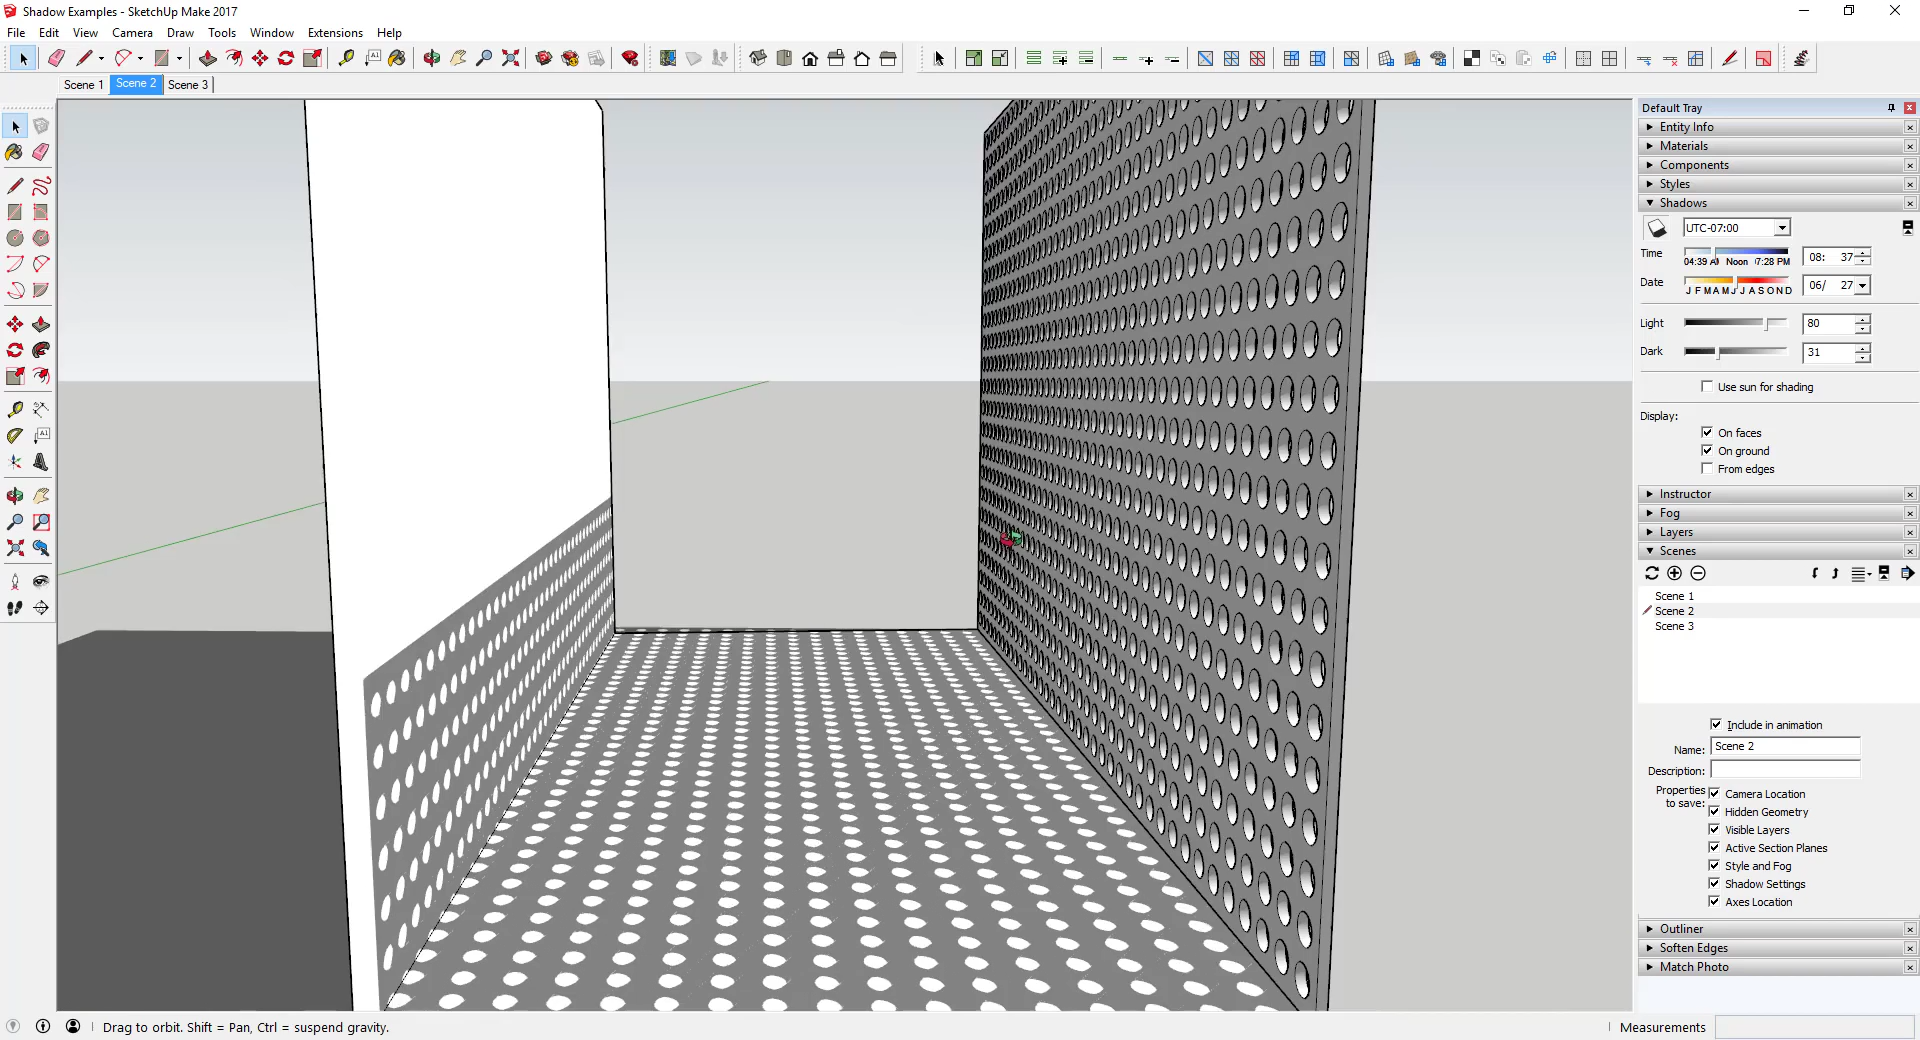 Shadow Examples - SketchUp Make 2017
File Edit View Camera Draw Tools Window Extensions Help
Scene 1 Scene 2 Scene 3
Default Tray
Entity Info
Materials
Components
Styles
Shadows
UTC-07:00
Time 04:39 Noon 7:28 PM 08: 37
Date J F M A M J J A S O N D 06/ 27
Light 80
Dark 31
Use sun for shading
Display:
On faces
On ground
From edges
Instructor
Fog
Layers
Scenes
Scene 1
Scene 2
Scene 3
Include in animation
Name: Scene 2
Description:
Properties to save:
Camera Location
Hidden Geometry
Visible Layers
Active Section Planes
Style and Fog
Shadow Settings
Axes Location
Outliner
Soften Edges
Match Photo
Drag to orbit. Shift = Pan, Ctrl = suspend gravity.
Measurements